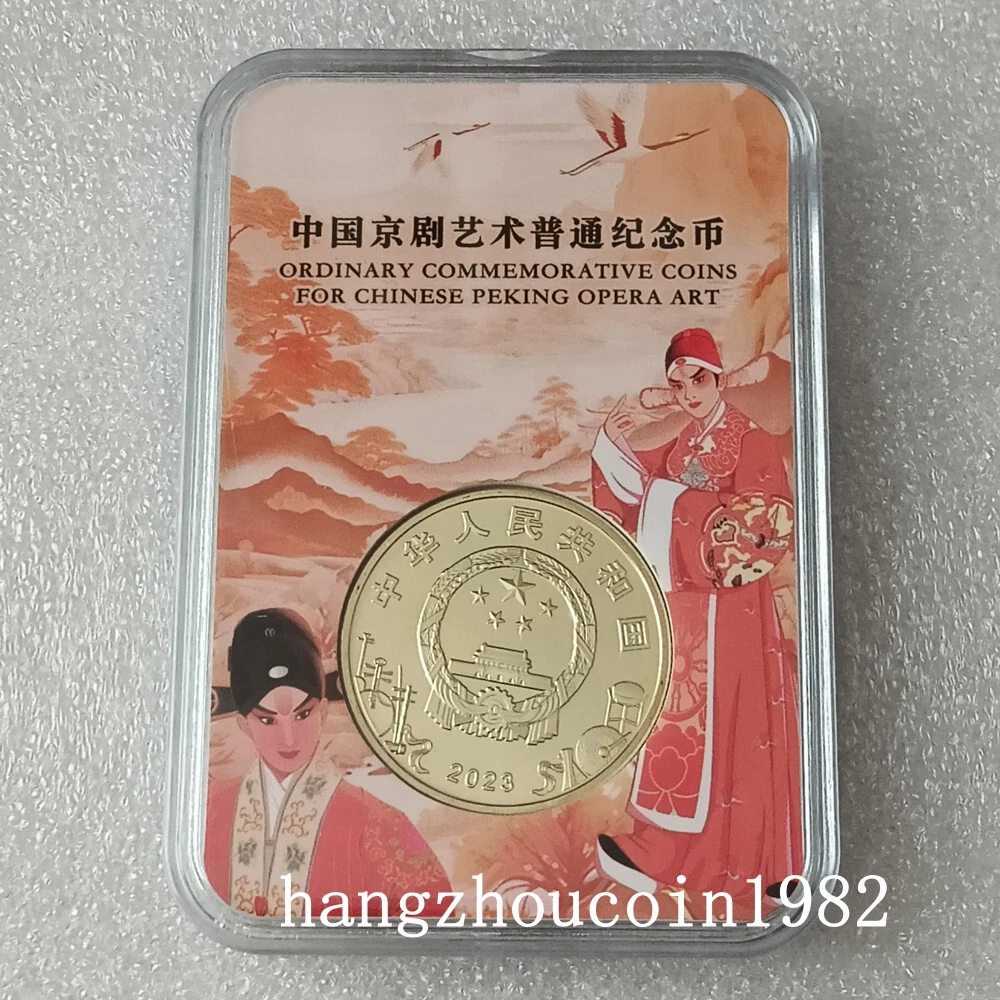 中国京剧艺术普通纪念币
ORDINARY COMMEMORATIVE COINS
FOR CHINESE PEKING OPERA ART
中华人民共和国
2023
hangzhoucoin1982